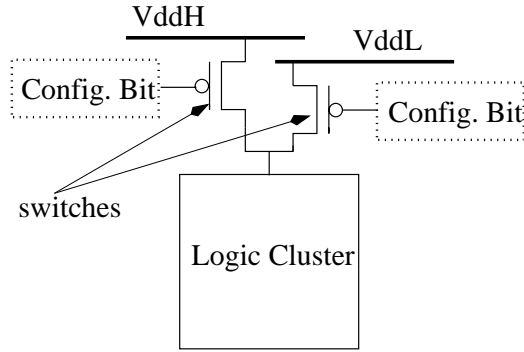 VddH
VddL
Config. Bit
Config. Bit
switches
Logic Cluster